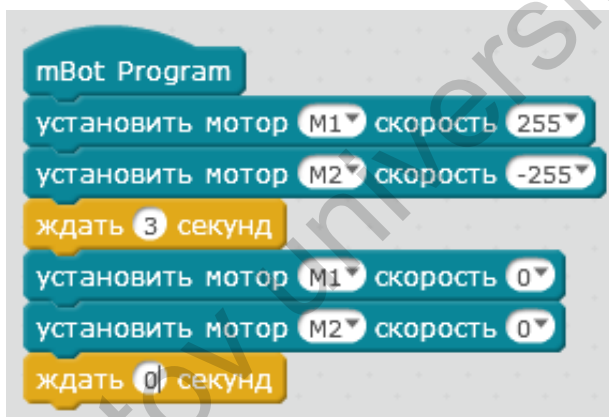 mBot Program
установить мотор M1 скорость 255
установить мотор M2 скорость -255
ждать 3 секунд
установить мотор M1 скорость 0
установить мотор M2 скорость 0
ждать 0 секунд